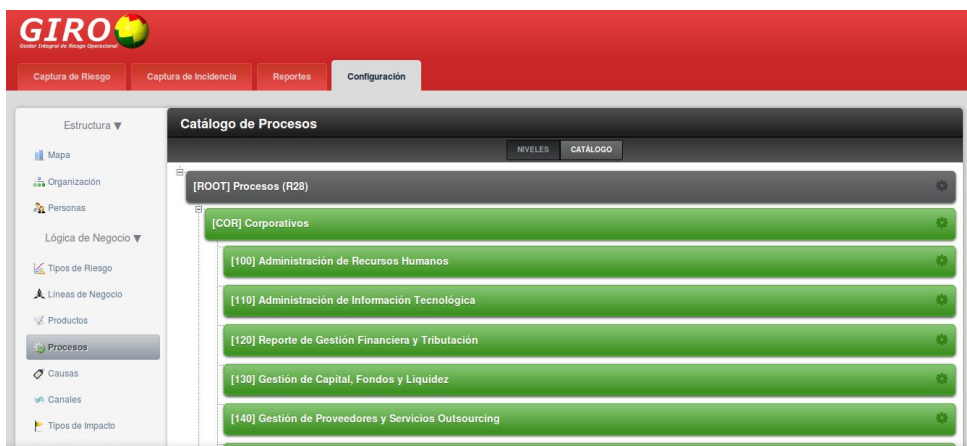 GIRO
Gestor Integral de Riesgo Operacional
Captura de Riesgo
Captura de Incidencia
Reportes
Configuración
Estructura ▼
Mapa
Organización
Personas
Lógica de Negocio ▼
Tipos de Riesgo
Lineas de Negocio
Productos
Procesos
Causas
Canales
Tipos de Impacto
Catálogo de Procesos
NIVELES
CATÁLOGO
[ROOT] Procesos (R28)
[COR] Corporativos
[100] Administración de Recursos Humanos
[110] Administración de Información Tecnológica
[120] Reporte de Gestión Financiera y Tributación
[130] Gestión de Capital, Fondos y Liquidez
[140] Gestión de Proveedores y Servicios Outsourcing